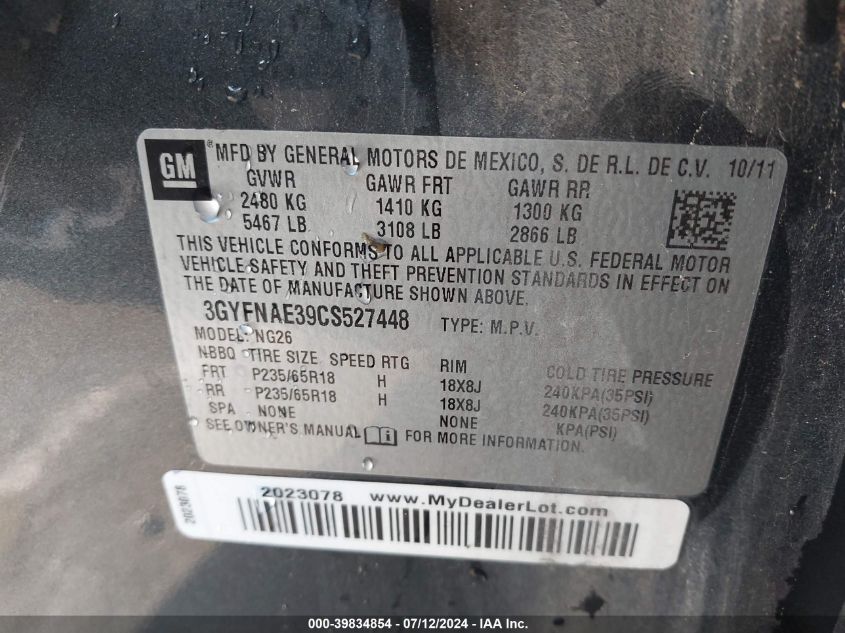 GM
® MFD BY GENERAL MOTORS DE MEXICO, S. DE R.L. DE C.V. 10/11
GVWR GAWR FRT GAWR RR
2480 KG 1410 KG 1300 KG
5467 LB 3108 LB 2866 LB
THIS VEHICLE CONFORMS TO ALL APPLICABLE U.S. FEDERAL MOTOR
VEHICLE SAFETY AND THEFT PREVENTION STANDARDS IN EFFECT ON
THE DATE OF MANUFACTURE SHOWN ABOVE.
3GYFNAE39CS527448 TYPE: M.P.V.
MODEL: NG26
NBBQ TIRE SIZE SPEED RTG RIM COLD TIRE PRESSURE
FRT P235/65R18 H 18X8J 240KPA(35PSI)
RR P235/65R18 H 18X8J 240KPA(35PSI)
SPA NONE NONE KPA(PSI)
SEE OWNER'S MANUAL FOR MORE INFORMATION.
2023078 2023078 www.MyDealerLot.com
000-39834854 - 07/12/2024 - IAA Inc.